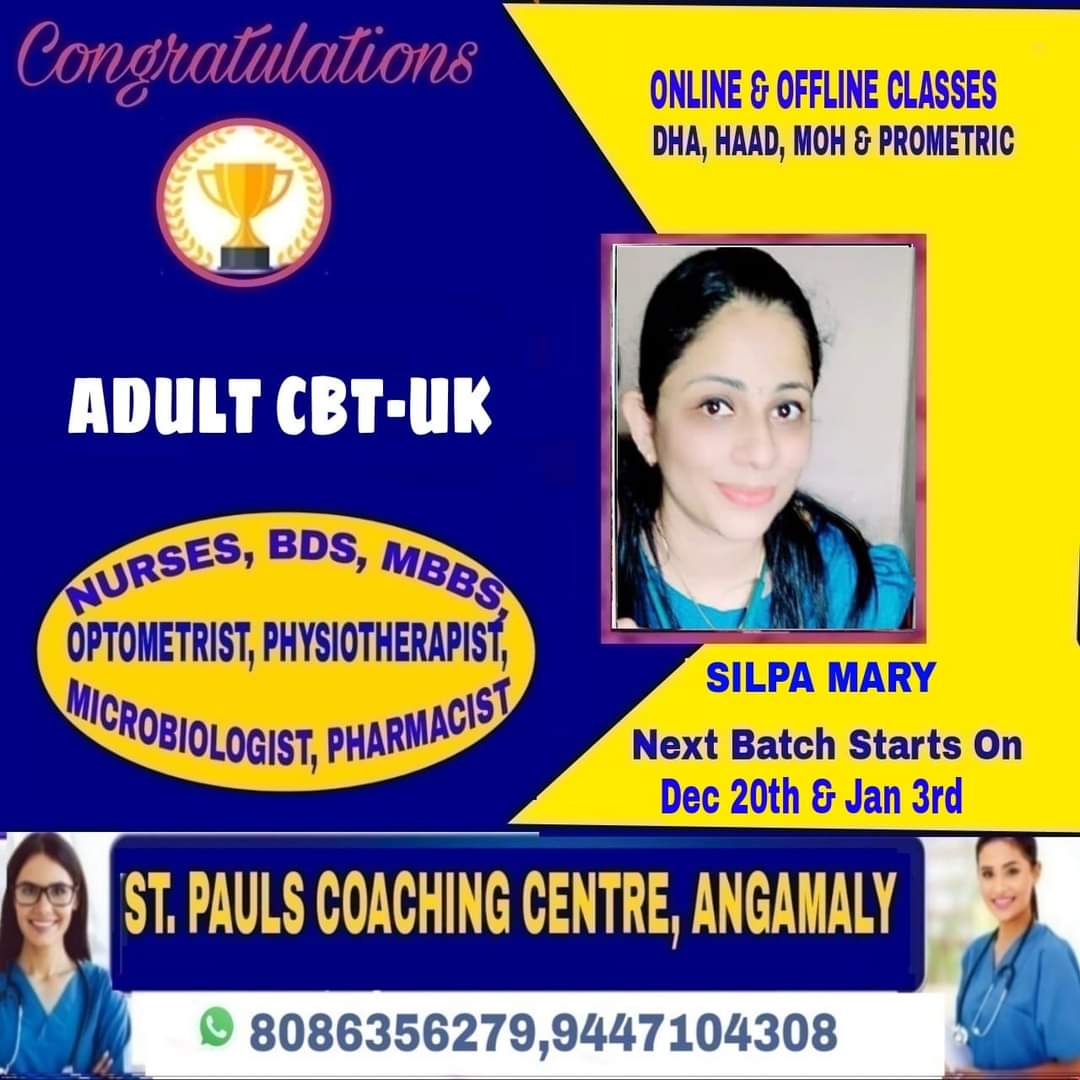 Congratulations
ONLINE & OFFLINE CLASSES
DHA, HAAD, MOH & PROMETRIC
ADULT CBT-UK
NURSES, BDS, MBBS,
OPTOMETRIST, PHYSIOTHERAPIST,
MICROBIOLOGIST, PHARMACIST
SILPA MARY
Next Batch Starts On
Dec 20th & Jan 3rd
ST. PAULS COACHING CENTRE, ANGAMALY
8086356279,9447104308